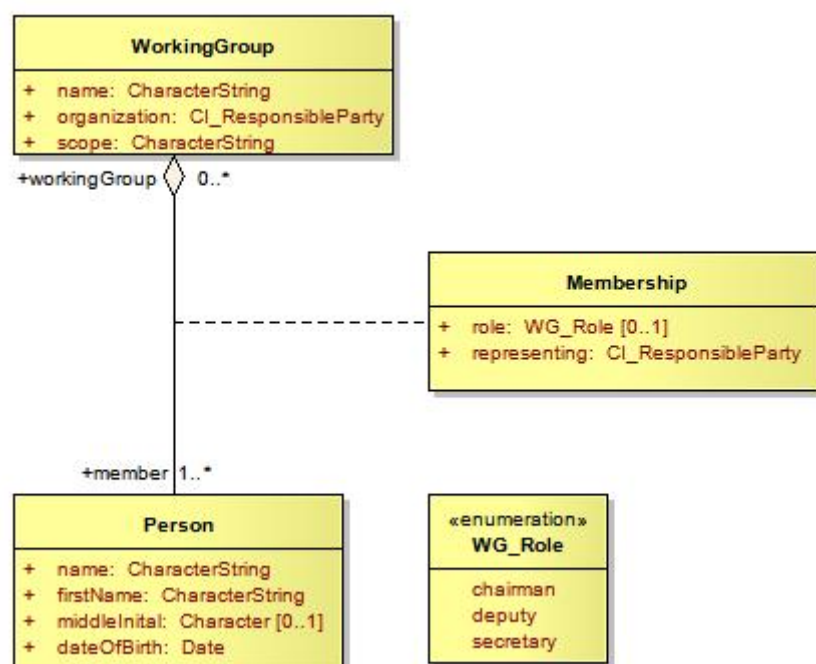 WorkingGroup
+ name: CharacterString
+ organization: CI_ResponsibleParty
+ scope: CharacterString
+workingGroup 0..*
Membership
+ role: WG_Role [0..1]
+ representing: CI_ResponsibleParty
+member 1..*
Person
+ name: CharacterString
+ firstName: CharacterString
+ middleInital: Character [0..1]
+ dateOfBirth: Date
«enumeration»
WG_Role
chairman
deputy
secretary